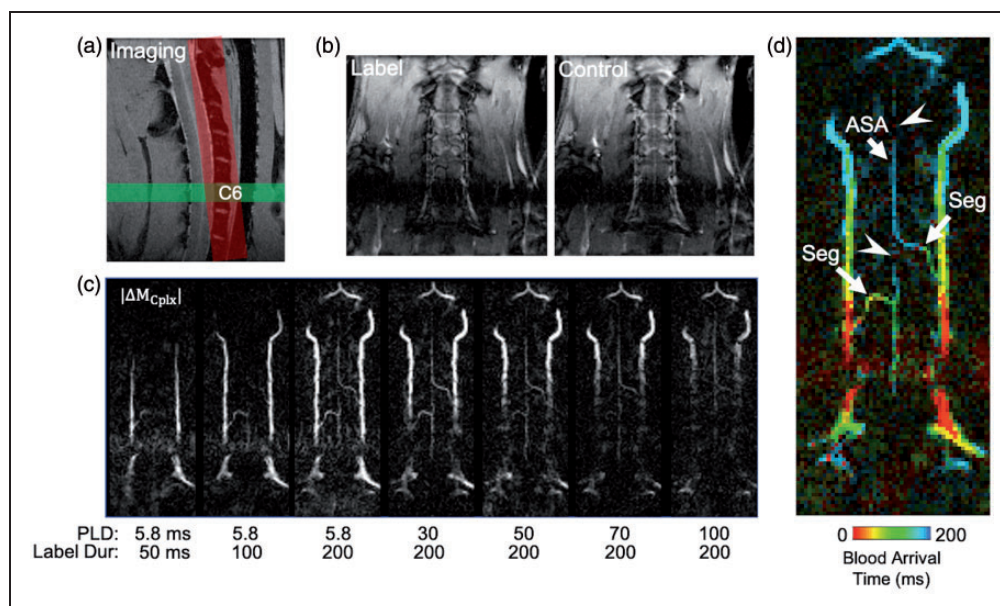 (a)
Imaging
C6
(b)
Label
Control
(c)
|ΔM_Cplx|
PLD: 5.8 ms 5.8 5.8 30 50 70 100
Label Dur: 50 ms 100 200 200 200 200 200
(d)
ASA
Seg
Seg
0 200
Blood Arrival
Time (ms)